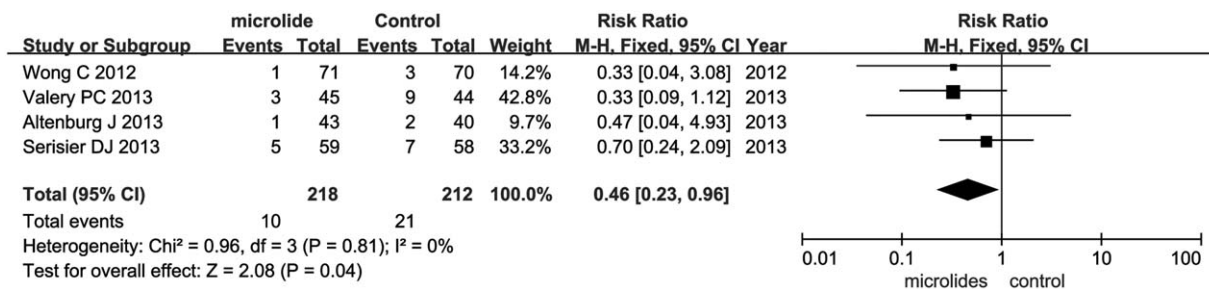 microlide Control Risk Ratio Risk Ratio
Study or Subgroup Events Total Events Total Weight M-H, Fixed, 95% CI Year M-H, Fixed, 95% CI
Wong C 2012 1 71 3 70 14.2% 0.33 [0.04, 3.08] 2012
Valery PC 2013 3 45 9 44 42.8% 0.33 [0.09, 1.12] 2013
Altenburg J 2013 1 43 2 40 9.7% 0.47 [0.04, 4.93] 2013
Serisier DJ 2013 5 59 7 58 33.2% 0.70 [0.24, 2.09] 2013
Total (95% CI) 218 212 100.0% 0.46 [0.23, 0.96]
Total events 10 21
Heterogeneity: Chi² = 0.96, df = 3 (P = 0.81); I² = 0%
Test for overall effect: Z = 2.08 (P = 0.04)
0.01 0.1 1 10 100
microlides control